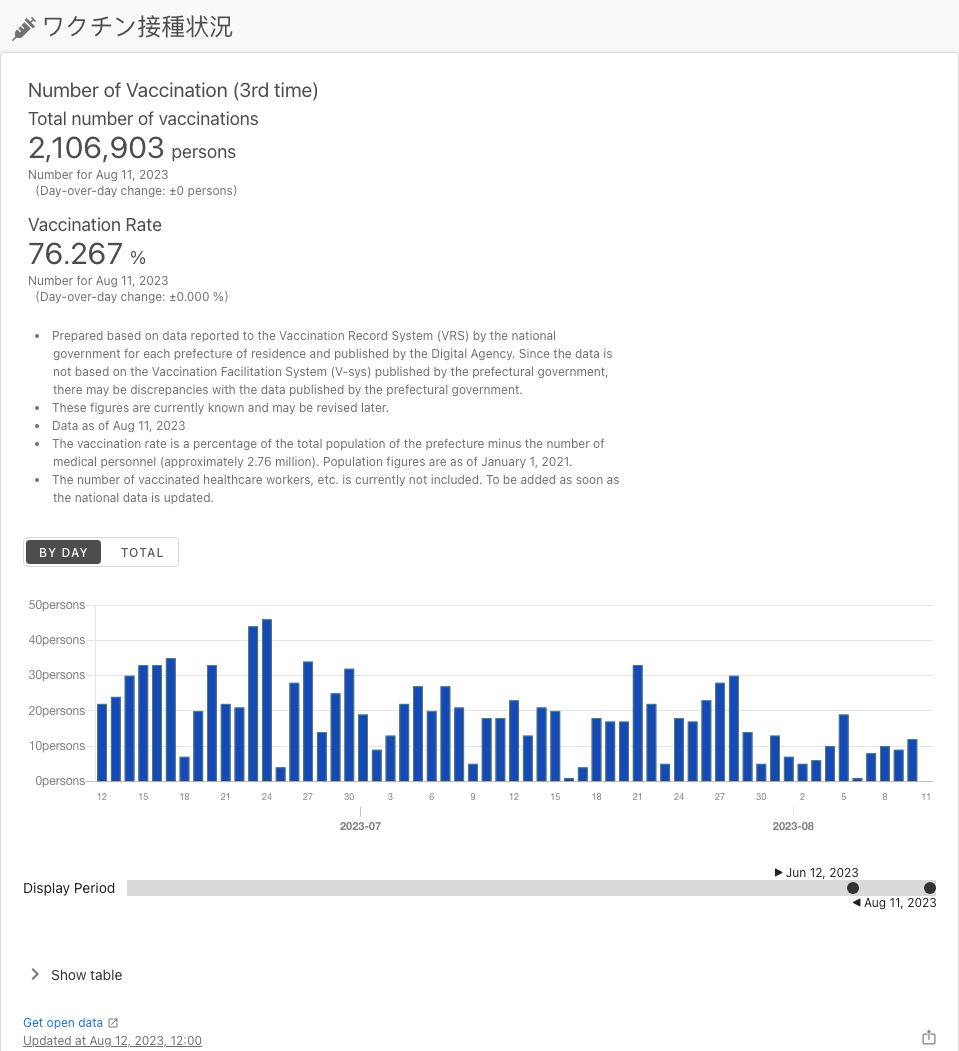 ワクチン接種状況
Number of Vaccination (3rd time)
Total number of vaccinations
2,106,903 persons
Number for Aug 11, 2023
(Day-over-day change: ±0 persons)
Vaccination Rate
76.267 %
Number for Aug 11, 2023
(Day-over-day change: ±0.000 %)
• Prepared based on data reported to the Vaccination Record System (VRS) by the national
government for each prefecture of residence and published by the Digital Agency. Since the data is
not based on the Vaccination Facilitation System (V-sys) published by the prefectural government,
there may be discrepancies with the data published by the prefectural government.
• These figures are currently known and may be revised later.
• Data as of Aug 11, 2023
• The vaccination rate is a percentage of the total population of the prefecture minus the number of
medical personnel (approximately 2.76 million). Population figures are as of January 1, 2021.
• The number of vaccinated healthcare workers, etc. is currently not included. To be added as soon as
the national data is updated.
BY DAY TOTAL
50persons
40persons
30persons
20persons
10persons
0persons
12 15 18 21 24 27 30 3 6 9 12 15 18 21 24 27 30 2 5 8 11
2023-07 2023-08
Jun 12, 2023
Display Period
Aug 11, 2023
Show table
Get open data
Updated at Aug 12, 2023, 12:00